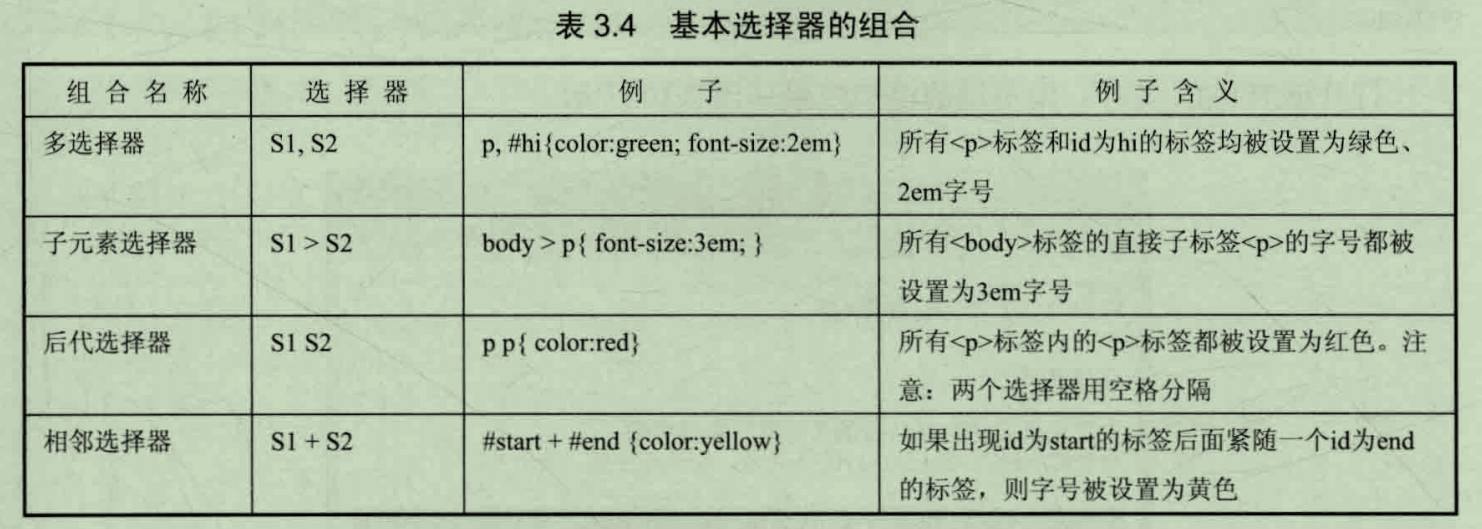 表 3.4 基本选择器的组合
组合名称 选择器 例 子 例子含义
多选择器 S1, S2 p, #hi{color:green; font-size:2em} 所有<p>标签和id为hi的标签均被设置为绿色、
2em字号
子元素选择器 S1 > S2 body > p{ font-size:3em; } 所有<body>标签的直接子标签<p>的字号都被
设置为3em字号
后代选择器 S1 S2 p p{ color:red} 所有<p>标签内的<p>标签都被设置为红色。注
意：两个选择器用空格分隔
相邻选择器 S1 + S2 #start + #end {color:yellow} 如果出现id为start的标签后面紧随一个id为end
的标签，则字号被设置为黄色